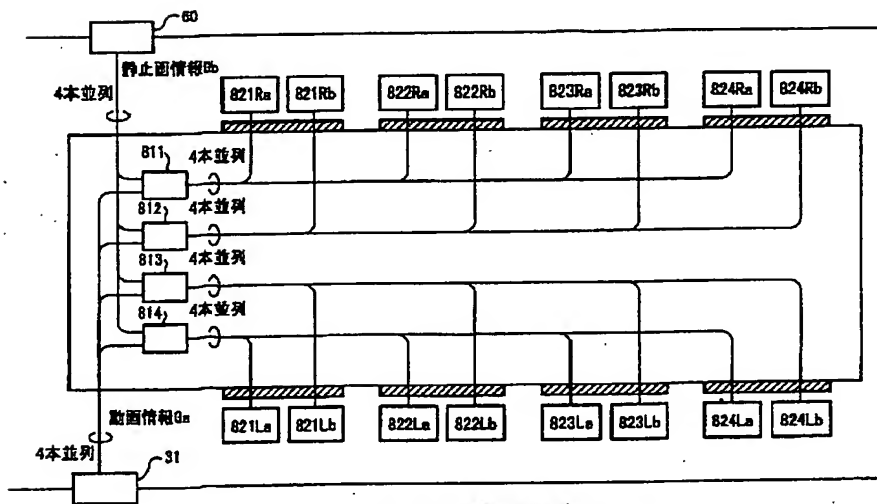 60
静止画情報Gb
4本並列
821Ra
821Rb
822Ra
822Rb
823Ra
823Rb
824Ra
824Rb
811
4本並列
812
4本並列
813
4本並列
814
4本並列
動画情報Ga
4本並列
31
821La
821Lb
822La
822Lb
823La
823Lb
824La
824Lb